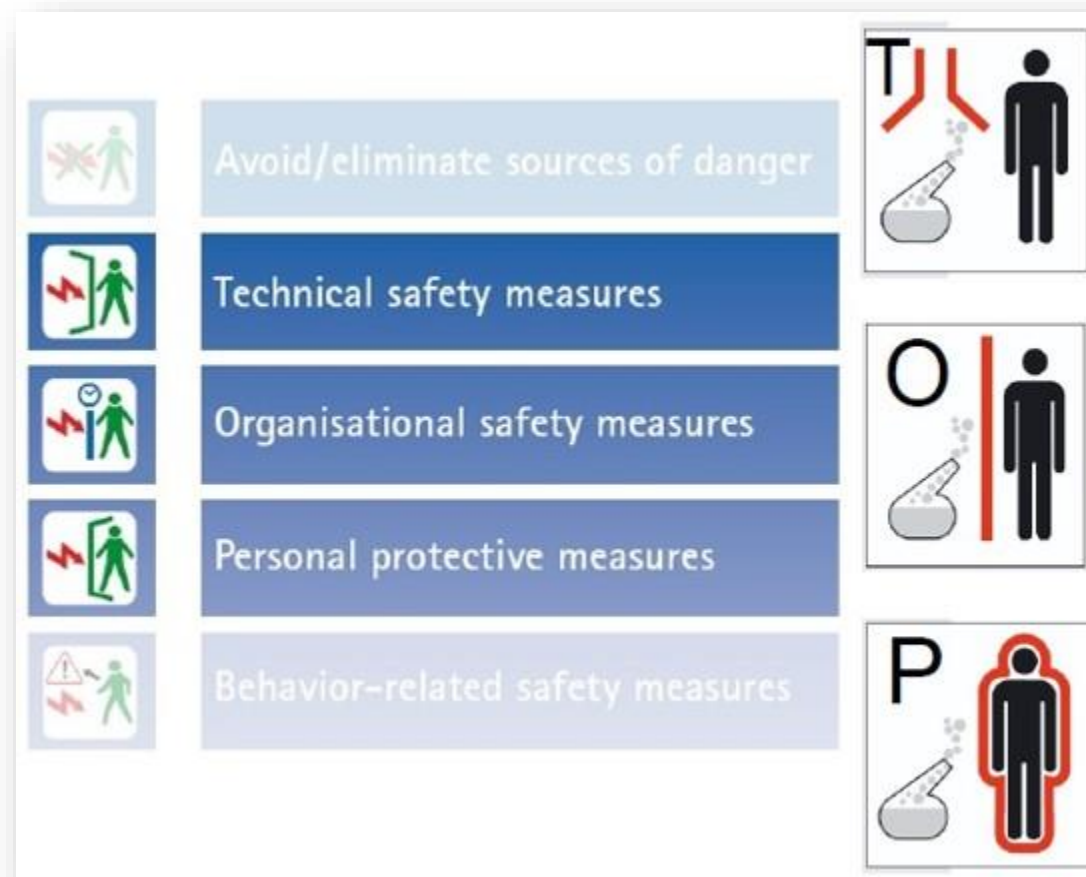 Avoid/eliminate sources of danger
Technical safety measures
Organisational safety measures
Personal protective measures
Behavior-related safety measures
T
O
P